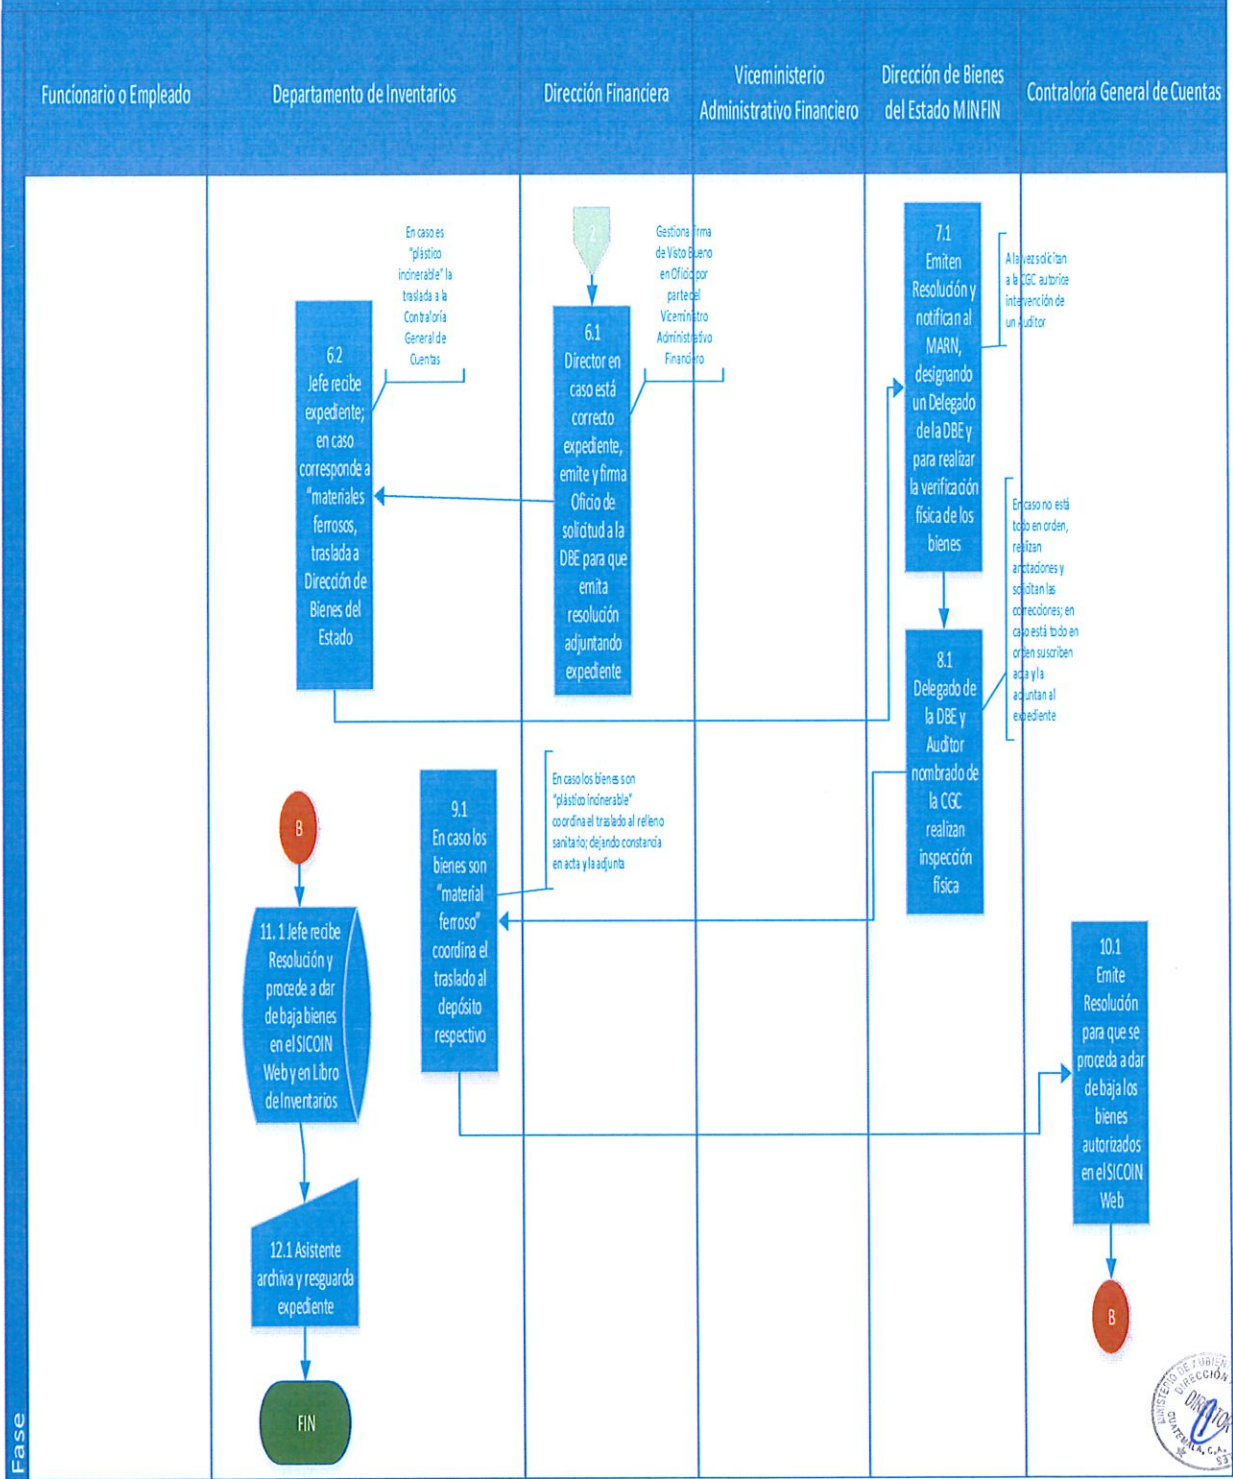 Funcionario o Empleado
Departamento de Inventarios
Dirección Financiera
Viceministerio
Administrativo Financiero
Dirección de Bienes
del Estado MINFIN
Contraloría General de Cuentas
En caso es
"plástico
incinerable" la
traslada a la
Contraloría
General de
Cuentas
6.2
Jefe recibe
expediente;
en caso
corresponde a
"materiales
ferrosos,
traslada a
Dirección de
Bienes del
Estado
2
Gestiona firma
de Visto Bueno
en Oficio por
parte del
Viceministro
Administrativo
Financiero
6.1
Director en
caso está
correcto
expediente,
emite y firma
Oficio de
solicitud a la
DBE para que
emita
resolución
adjuntando
expediente
7.1
Emiten
Resolución y
notifican al
MARN,
designando
un Delegado
de la DBE y
para realizar
la verificación
física de los
bienes
A la vez solicitan
a la CGC autorice
intervención de
un Auditor
8.1
Delegado de
la DBE y
Auditor
nombrado de
la CGC
realizan
inspección
física
En caso no está
todo en orden,
realizan
anotaciones y
solicitan las
correcciones; en
caso está todo en
orden suscriben
acta y la
adjuntan al
expediente
9.1
En caso los
bienes son
"material
ferroso"
coordina el
traslado al
depósito
respectivo
En caso los bienes son
"plástico incinerable"
coordina el traslado al relleno
sanitario; dejando constancia
en acta y la adjunta
10.1
Emite
Resolución
para que se
proceda a dar
de baja los
bienes
autorizados
en el SICOIN
Web
B
B
11. 1 Jefe recibe
Resolución y
procede a dar
de baja bienes
en el SICOIN
Web y en Libro
de Inventarios
12.1 Asistente
archiva y resguarda
expediente
FIN
Fase
MINISTERIO DE
DIRECCIÓN
GUATEMALA, C.A.